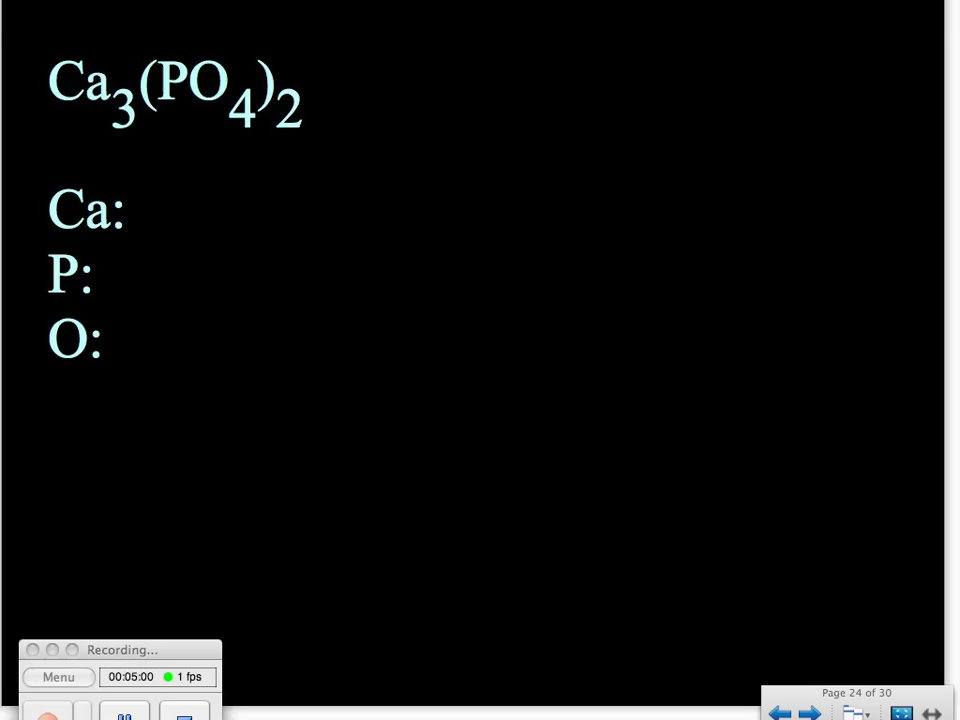 Ca₃(PO₄)₂
Ca:
P:
O:
Recording...
Menu 00:05:00 1 fps
Page 24 of 30